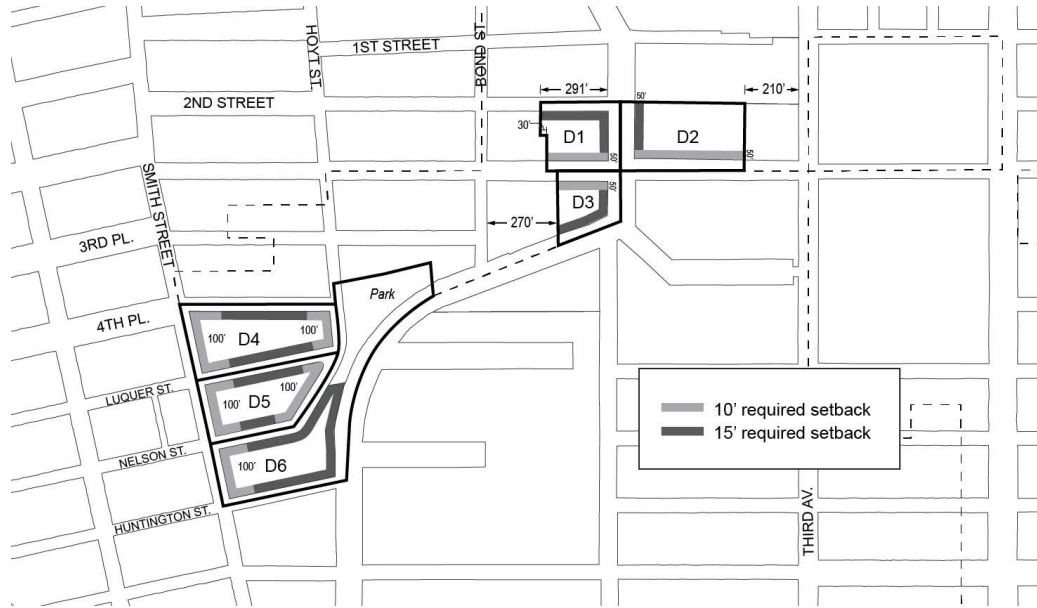 1ST STREET
HOYT ST
BOND ST.
2ND STREET
291'
210'
50'
30'
D1
D2
50'
50'
D3
50'
270'
SMITH STREET
3RD PL.
Park
4TH PL.
100'
D4
100'
LUQUER ST.
100'
D5
100'
NELSON ST.
100'
D6
HUNTINGTON ST.
10' required setback
15' required setback
THIRD AV.